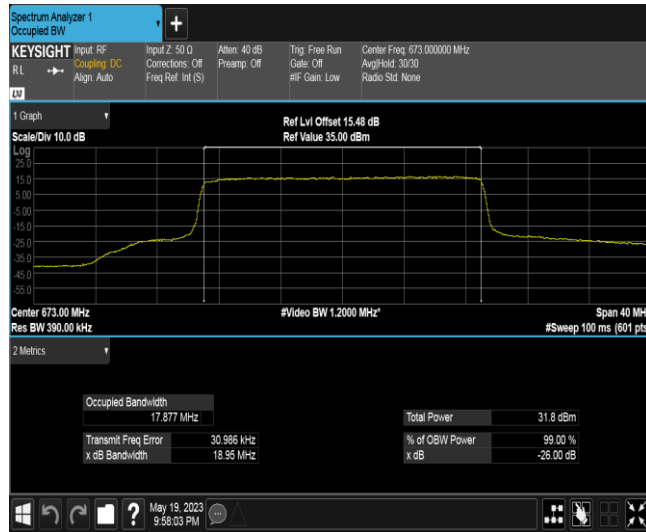 Spectrum Analyzer 1
Occupied BW
+
KEYSIGHT
R L
LXI
Input: RF
Coupling: DC
Align: Auto
Input Z: 50 Ω
Corrections: Off
Freq Ref: Int (S)
Atten: 40 dB
Preamp: Off
Trig: Free Run
Gate: Off
#IF Gain: Low
Center Freq: 673.000000 MHz
Avg|Hold: 30/30
Radio Std: None
1 Graph
Scale/Div 10.0 dB
Ref Lvl Offset 15.48 dB
Ref Value 35.00 dBm
Log
25.0
15.0
5.00
-5.00
-15.0
-25.0
-35.0
-45.0
-55.0
Center 673.00 MHz
#Video BW 1.2000 MHz*
Span 40 MH
Res BW 390.00 kHz
#Sweep 100 ms (601 pts
2 Metrics
Occupied Bandwidth
17.877 MHz
Total Power 31.8 dBm
Transmit Freq Error 30.986 kHz
% of OBW Power 99.00 %
x dB Bandwidth 18.95 MHz
x dB -26.00 dB
?
May 19, 2023
9:58:03 PM